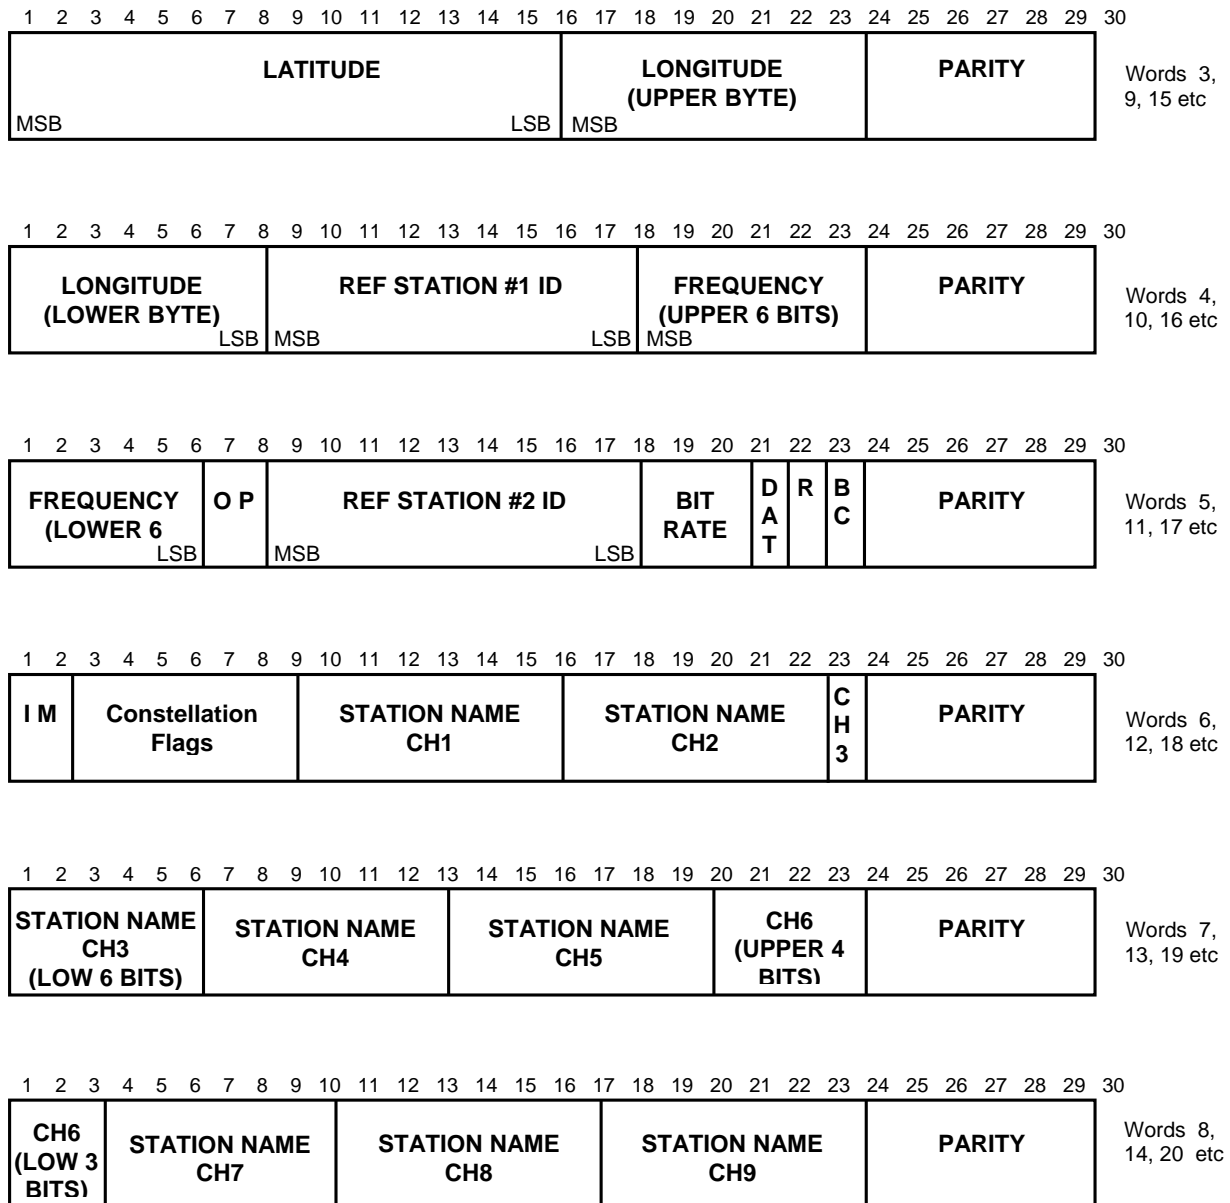 1 2 3 4 5 6 7 8 9 10 11 12 13 14 15 16 17 18 19 20 21 22 23 24 25 26 27 28 29 30
LATITUDE
MSB LSB
LONGITUDE
(UPPER BYTE)
MSB
PARITY
Words 3,
9, 15 etc
1 2 3 4 5 6 7 8 9 10 11 12 13 14 15 16 17 18 19 20 21 22 23 24 25 26 27 28 29 30
LONGITUDE
(LOWER BYTE)
LSB
REF STATION #1 ID
MSB LSB
FREQUENCY
(UPPER 6 BITS)
MSB
PARITY
Words 4,
10, 16 etc
1 2 3 4 5 6 7 8 9 10 11 12 13 14 15 16 17 18 19 20 21 22 23 24 25 26 27 28 29 30
FREQUENCY
(LOWER 6
LSB
O P
REF STATION #2 ID
MSB LSB
BIT
RATE
D
A
T
R
B
C
PARITY
Words 5,
11, 17 etc
1 2 3 4 5 6 7 8 9 10 11 12 13 14 15 16 17 18 19 20 21 22 23 24 25 26 27 28 29 30
I M
Constellation
Flags
STATION NAME
CH1
STATION NAME
CH2
C
H
3
PARITY
Words 6,
12, 18 etc
1 2 3 4 5 6 7 8 9 10 11 12 13 14 15 16 17 18 19 20 21 22 23 24 25 26 27 28 29 30
STATION NAME
CH3
(LOW 6 BITS)
STATION NAME
CH4
STATION NAME
CH5
CH6
(UPPER 4
BITS)
PARITY
Words 7,
13, 19 etc
1 2 3 4 5 6 7 8 9 10 11 12 13 14 15 16 17 18 19 20 21 22 23 24 25 26 27 28 29 30
CH6
(LOW 3
BITS)
STATION NAME
CH7
STATION NAME
CH8
STATION NAME
CH9
PARITY
Words 8,
14, 20 etc